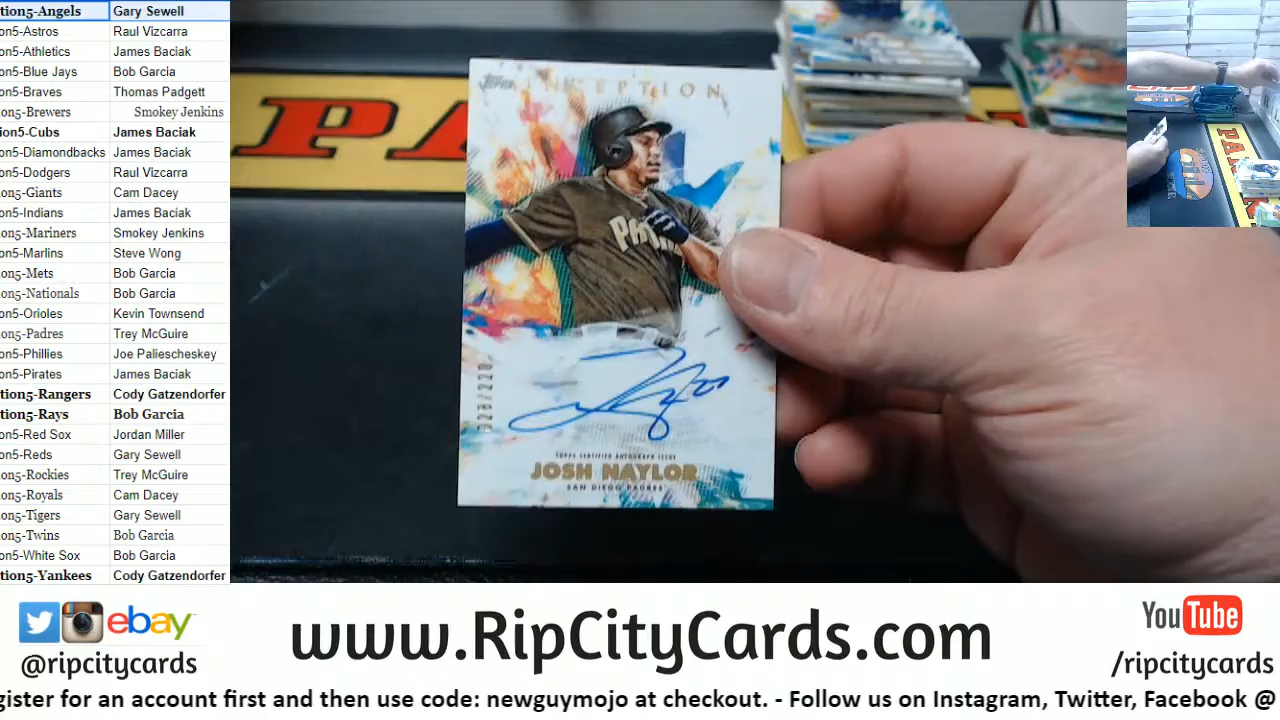 tion5-Angels Gary Sewell
on5-Astros Raul Vizcarra
on5-Athletics James Baciak
on5-Blue Jays Bob Garcia
on5-Braves Thomas Padgett
on5-Brewers Smokey Jenkins
ion5-Cubs James Baciak
on5-Diamondbacks James Baciak
on5-Dodgers Raul Vizcarra
on5-Giants Cam Dacey
on5-Indians James Baciak
on5-Mariners Smokey Jenkins
on5-Marlins Steve Wong
on5-Mets Bob Garcia
on5-Nationals Bob Garcia
on5-Orioles Kevin Townsend
on5-Padres Trey McGuire
on5-Phillies Joe Paliescheskey
on5-Pirates James Baciak
tion5-Rangers Cody Gatzendorfer
tion5-Rays Bob Garcia
on5-Red Sox Jordan Miller
on5-Reds Gary Sewell
on5-Rockies Trey McGuire
on5-Royals Cam Dacey
on5-Tigers Gary Sewell
on5-Twins Bob Garcia
on5-White Sox Bob Garcia
tion5-Yankees Cody Gatzendorfer
Topps INCEPTION
TOPPS CERTIFIED AUTOGRAPH ISSUE
JOSH NAYLOR
SAN DIEGO PADRES
ebay
@ripcitycards
www.RipCityCards.com
YouTube
/ripcitycards
gister for an account first and then use code: newguymojo at checkout. - Follow us on Instagram, Twitter, Facebook @